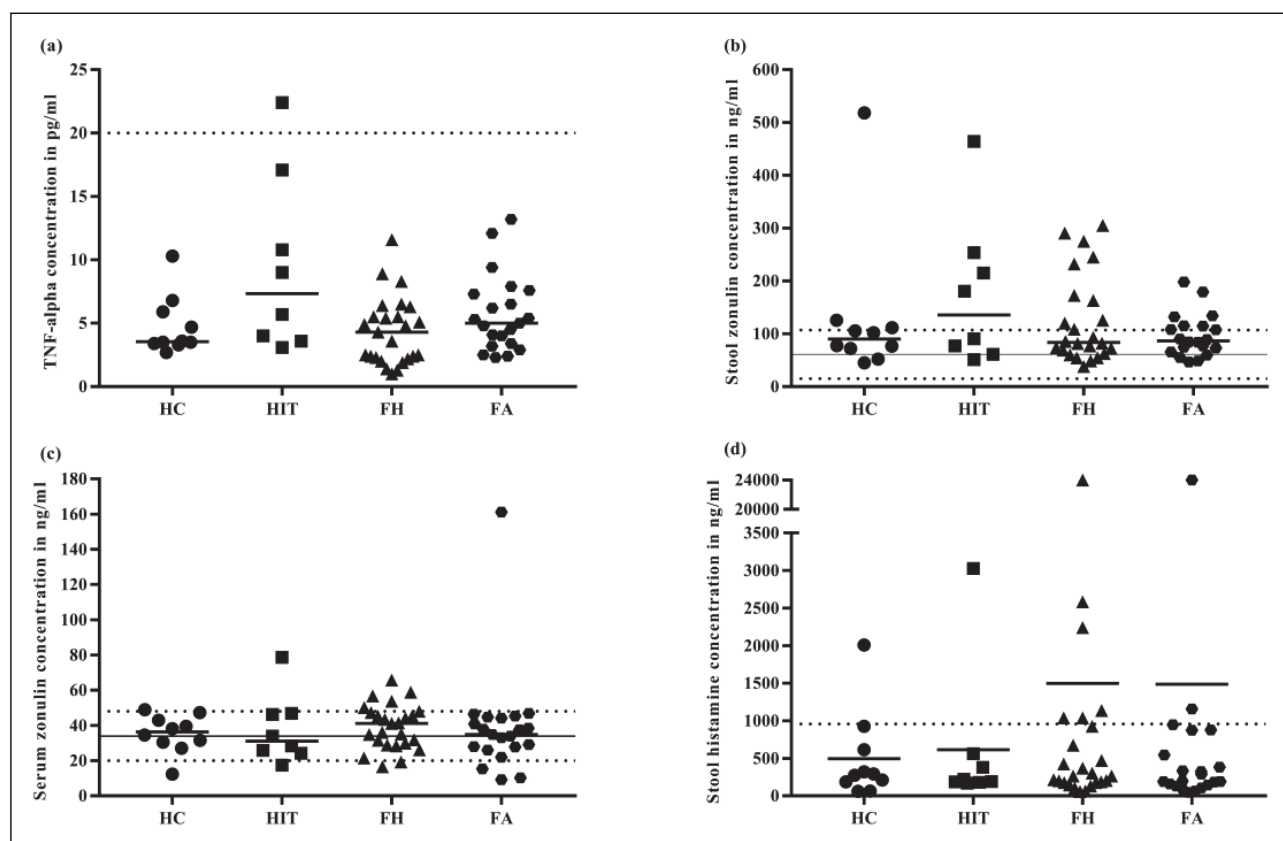 (a)
TNF-alpha concentration in pg/ml
25
20
15
10
5
0
HC HIT FH FA
(b)
Stool zonulin concentration in ng/ml
600
500
400
300
200
100
0
HC HIT FH FA
(c)
Serum zonulin concentration in ng/ml
180
160
140
120
100
80
60
40
20
0
HC HIT FH FA
(d)
Stool histamine concentration in ng/ml
24000
20000
3500
3000
2500
2000
1500
1000
500
0
HC HIT FH FA